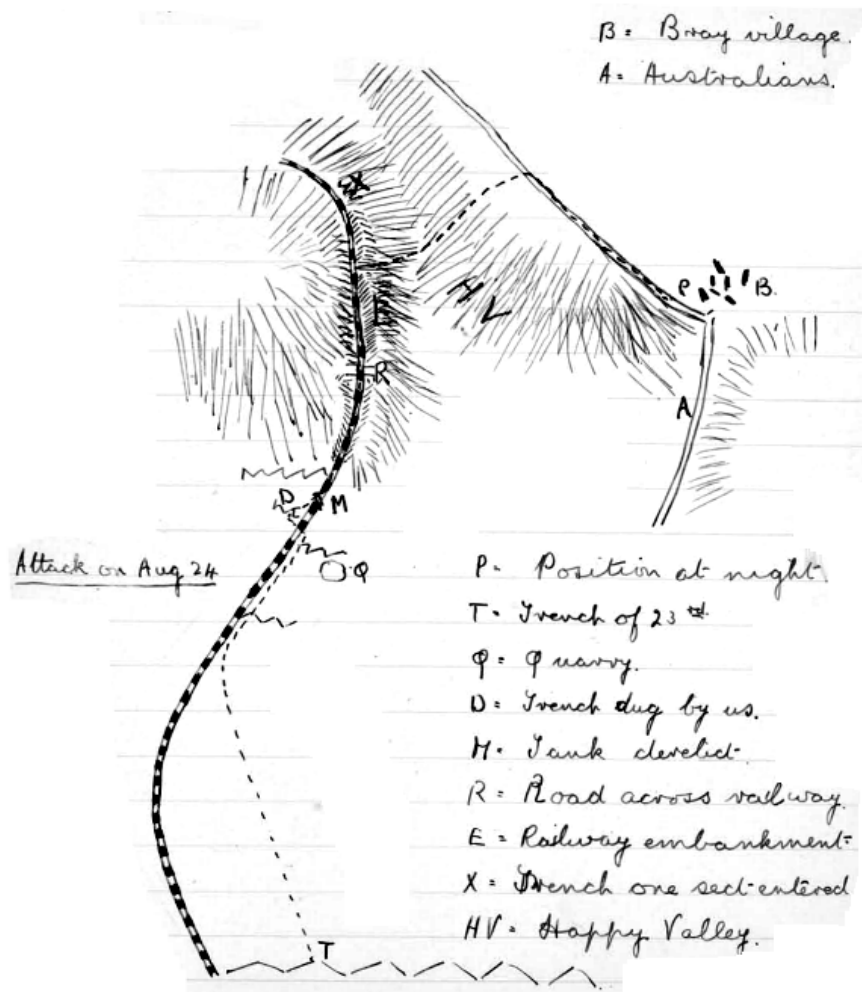 B = Bray village.
A = Australians.
X
H V
P
B.
E
R
A
D
M
Q
Attack on Aug 24
T
P - Position at night
T - Trench of 23rd.
Q = Quarry.
D = Trench dug by us.
M - Tank derelict-
R = Road across railway.
E = Railway embankment-
X = Trench one sect-entered
HV = Happy Valley.